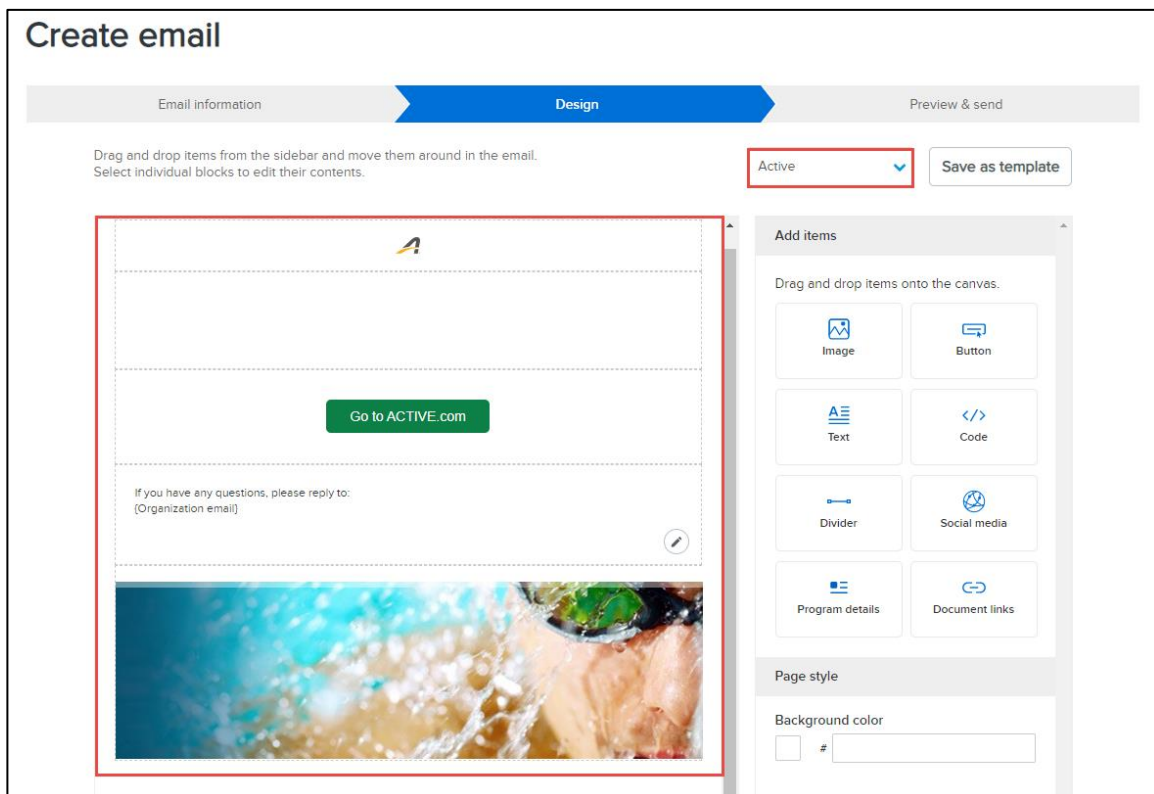 Create email
Email information
Design
Preview & send
Drag and drop items from the sidebar and move them around in the email.
Select individual blocks to edit their contents.
Active
Save as template
Go to ACTIVE.com
If you have any questions, please reply to:
{Organization email}
Add items
Drag and drop items onto the canvas.
Image
Button
Text
Code
Divider
Social media
Program details
Document links
Page style
Background color
#